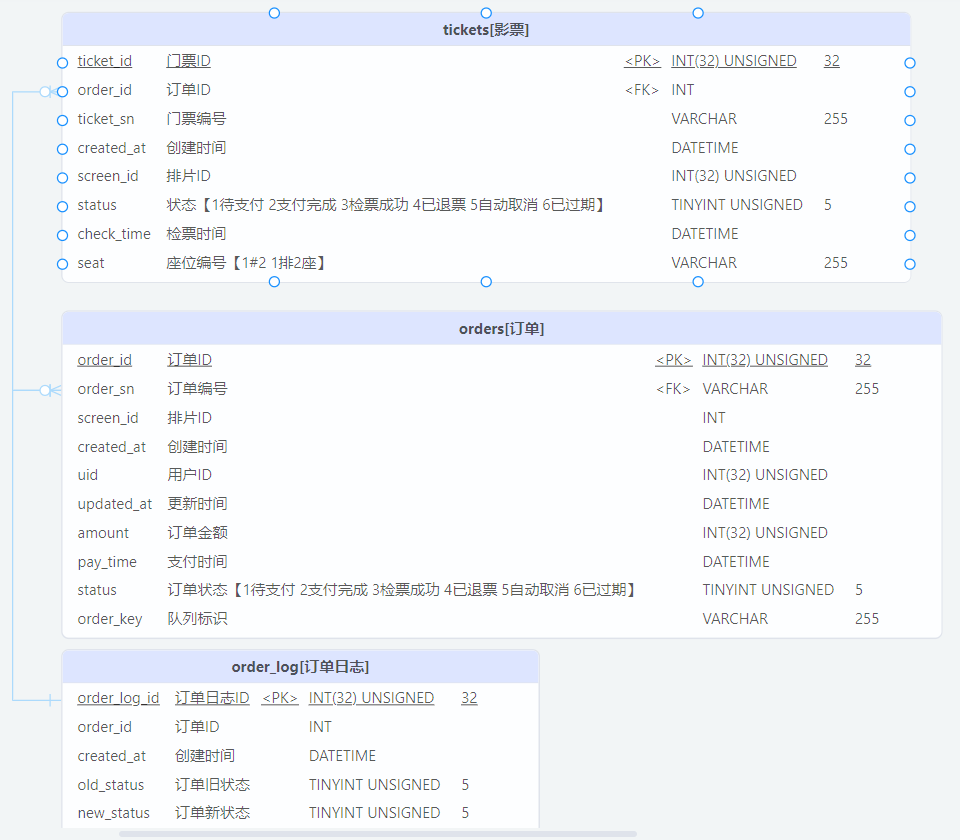 tickets[影票]
ticket_id 门票ID <PK> INT(32) UNSIGNED 32
order_id 订单ID <FK> INT
ticket_sn 门票编号 VARCHAR 255
created_at 创建时间 DATETIME
screen_id 排片ID INT(32) UNSIGNED
status 状态【1待支付 2支付完成 3检票成功 4已退票 5自动取消 6已过期】 TINYINT UNSIGNED 5
check_time 检票时间 DATETIME
seat 座位编号【1#2 1排2座】 VARCHAR 255
orders[订单]
order_id 订单ID <PK> INT(32) UNSIGNED 32
order_sn 订单编号 <FK> VARCHAR 255
screen_id 排片ID INT
created_at 创建时间 DATETIME
uid 用户ID INT(32) UNSIGNED
updated_at 更新时间 DATETIME
amount 订单金额 INT(32) UNSIGNED
pay_time 支付时间 DATETIME
status 订单状态【1待支付 2支付完成 3检票成功 4已退票 5自动取消 6已过期】 TINYINT UNSIGNED 5
order_key 队列标识 VARCHAR 255
order_log[订单日志]
order_log_id 订单日志ID <PK> INT(32) UNSIGNED 32
order_id 订单ID INT
created_at 创建时间 DATETIME
old_status 订单旧状态 TINYINT UNSIGNED 5
new_status 订单新状态 TINYINT UNSIGNED 5